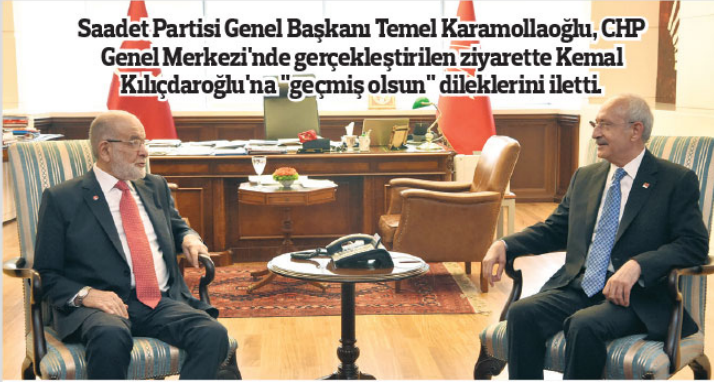 Saadet Partisi Genel Başkanı Temel Karamollaoğlu, CHP
Genel Merkezi'nde gerçekleştirilen ziyarette Kemal
Kılıçdaroğlu'na "geçmiş olsun" dileklerini iletti.